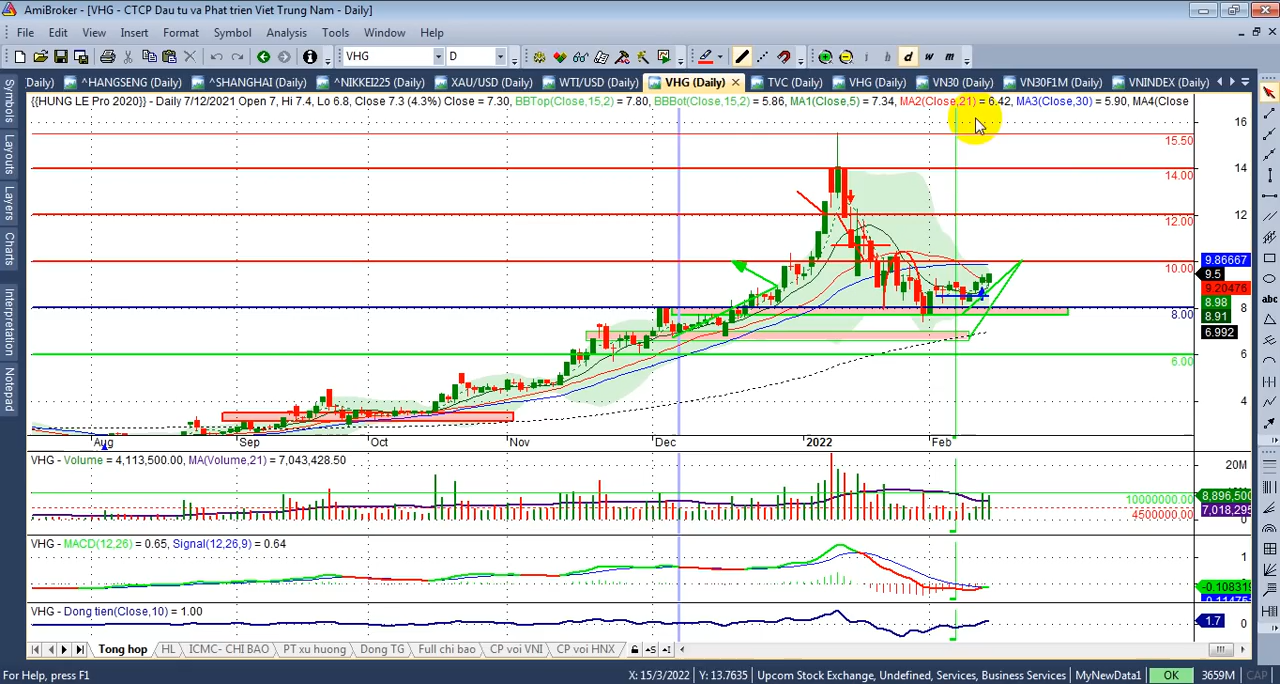 AmiBroker - [VHG - CTCP Dau tu va Phat trien Viet Trung Nam - Daily]
File Edit View Insert Format Symbol Analysis Tools Window Help
VHG D i h d w m
Daily) ^HANGSENG (Daily) ^SHANGHAI (Daily) ^NIKKEI225 (Daily) XAU/USD (Daily) WTI/USD (Daily) VHG (Daily) TVC (Daily) VHG (Daily) VN30 (Daily) VN30F1M (Daily) VNINDEX (Daily)
{{HUNG LE Pro 2020}} - Daily 7/12/2021 Open 7, Hi 7.4, Lo 6.8, Close 7.3 (4.3%) Close = 7.30, BBTop(Close,15,2) = 7.80, BBBot(Close,15,2) = 5.86, MA1(Close,5) = 7.34, MA2(Close,21) = 6.42, MA3(Close,30) = 5.90, MA4(Close
Symbols
Layouts
Layers
Charts
Interpretation
Notepad
abc
16
15.50
14
14.00
12
12.00
10.00
9.86667
9.5
9.20476
8.98
8.91
8
8.00
6.992
6
6.00
4
Aug Sep Oct Nov Dec 2022 Feb
VHG - Volume = 4,113,500.00, MA(Volume,21) = 7,043,428.50
20M
10000000.00
8,896,500
4500000.00
7,018,295
0
VHG - MACD(12,26) = 0.65, Signal(12,26,9) = 0.64
1
-0.108319
VHG - Dong tien(Close,10) = 1.00
1.7
0
Tong hop HL ICMC- CHI BAO PT xu huong Dong TG Full chi bao CP voi VNI CP voi HNX
For Help, press F1 X: 15/3/2022 Y: 13.7635 Upcom Stock Exchange, Undefined, Services, Business Services MyNewData1 OK 3659M CAP